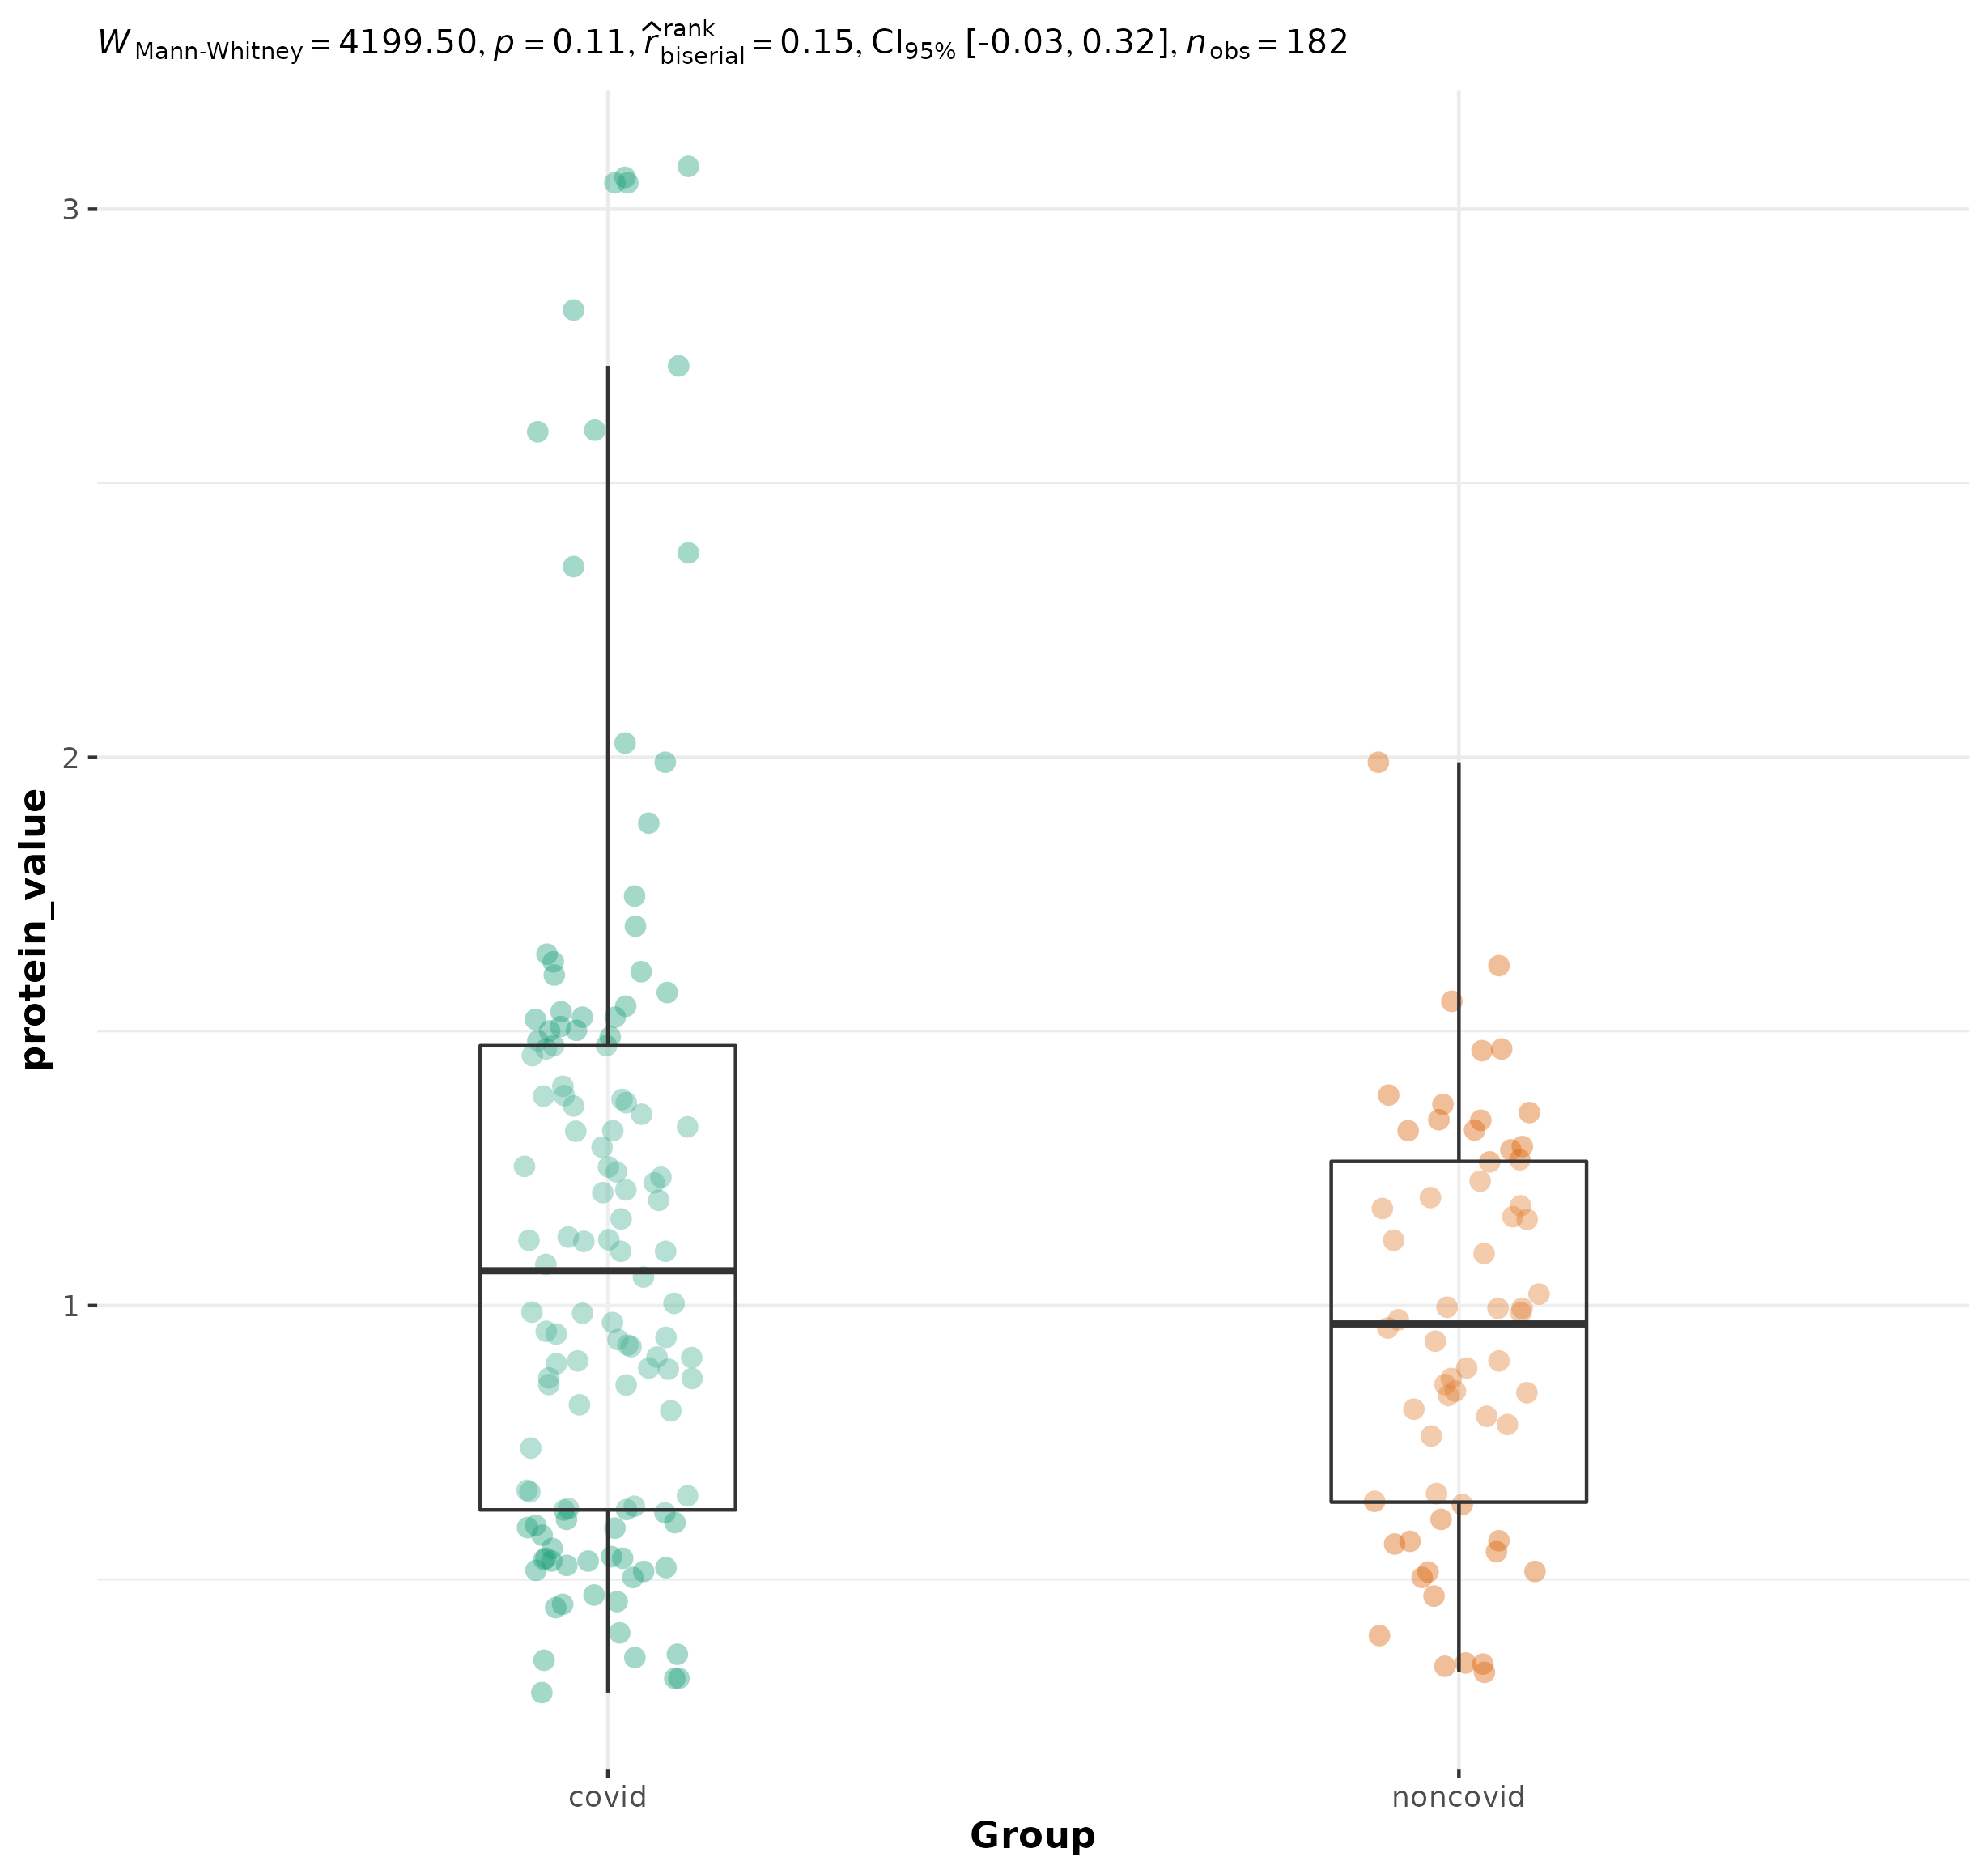 W Mann-Whitney = 4199.50, p = 0.11, r̂ rank biserial = 0.15, CI95% [-0.03, 0.32], nobs = 182
3
2
1
protein_value
covid noncovid
Group